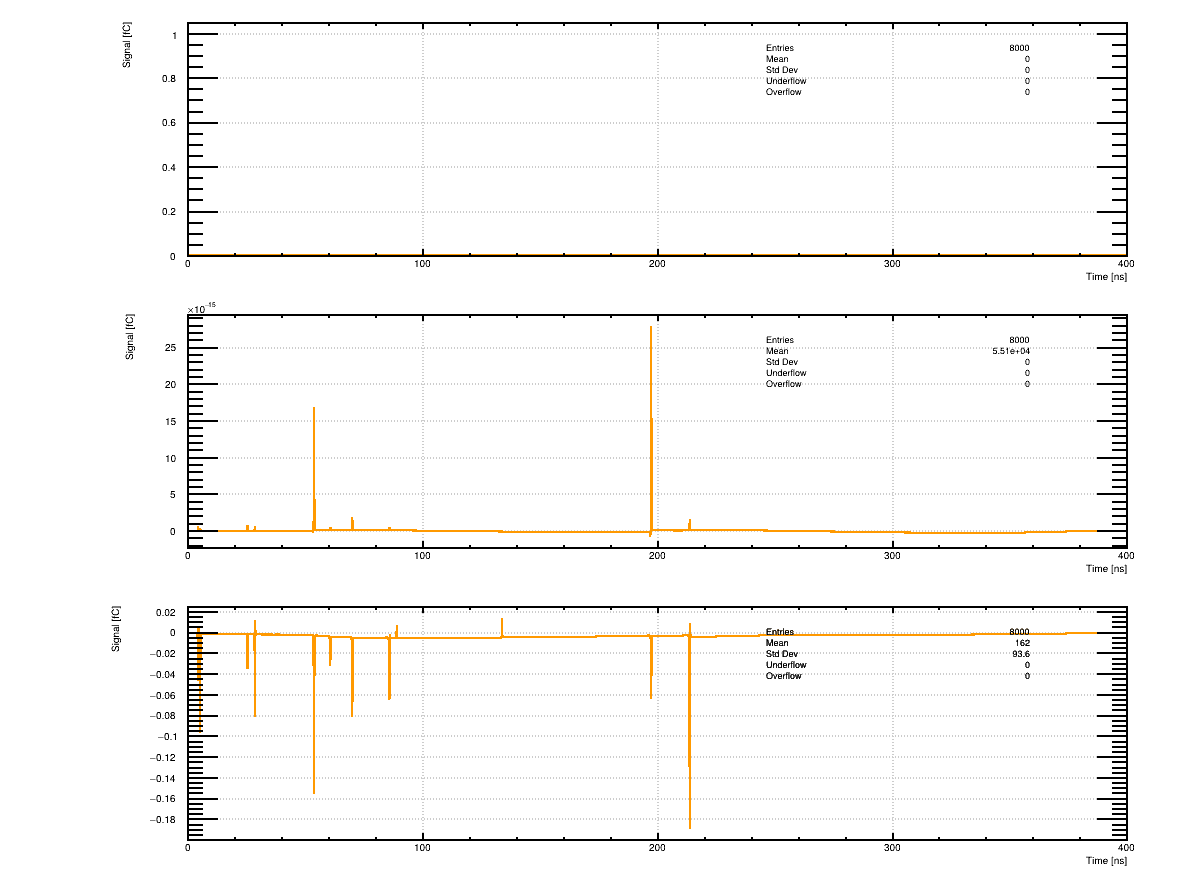 Signal [fC]
1
0.8
0.6
0.4
0.2
0
Entries 8000
Mean 0
Std Dev 0
Underflow 0
Overflow 0
0 100 200 300 400
Time [ns]
×10⁻¹⁵
Signal [fC]
25
20
15
10
5
0
Entries 8000
Mean 5.51e+04
Std Dev 0
Underflow 0
Overflow 0
0 100 200 300 400
Time [ns]
Signal [fC]
0.02
0
−0.02
−0.04
−0.06
−0.08
−0.1
−0.12
−0.14
−0.16
−0.18
Entries 8000
Mean 162
Std Dev 93.6
Underflow 0
Overflow 0
0 100 200 300 400
Time [ns]